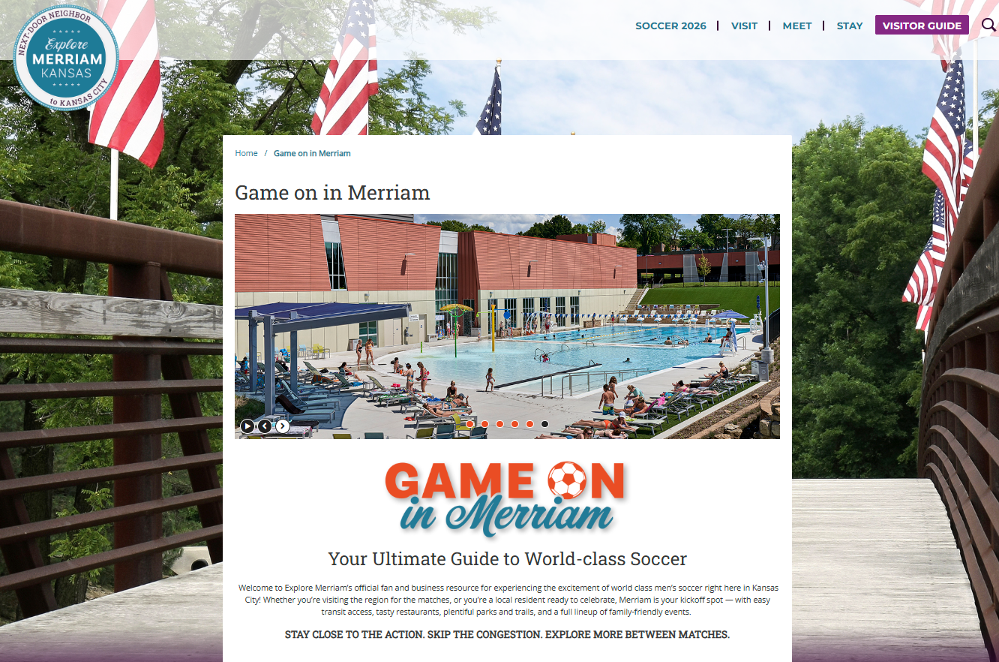 NEXT-DOOR NEIGHBOR
Explore
MERRIAM
KANSAS
to KANSAS CITY
SOCCER 2026
VISIT
MEET
STAY
VISITOR GUIDE
Home / Game on in Merriam
Game on in Merriam
GAME ON
in Merriam
Your Ultimate Guide to World-class Soccer
Welcome to Explore Merriam's official fan and business resource for experiencing the excitement of world class men's soccer right here in Kansas
City! Whether you're visiting the region for the matches, or you're a local resident ready to celebrate, Merriam is your kickoff spot — with easy
transit access, tasty restaurants, plentiful parks and trails, and a full lineup of family-friendly events.
STAY CLOSE TO THE ACTION. SKIP THE CONGESTION. EXPLORE MORE BETWEEN MATCHES.